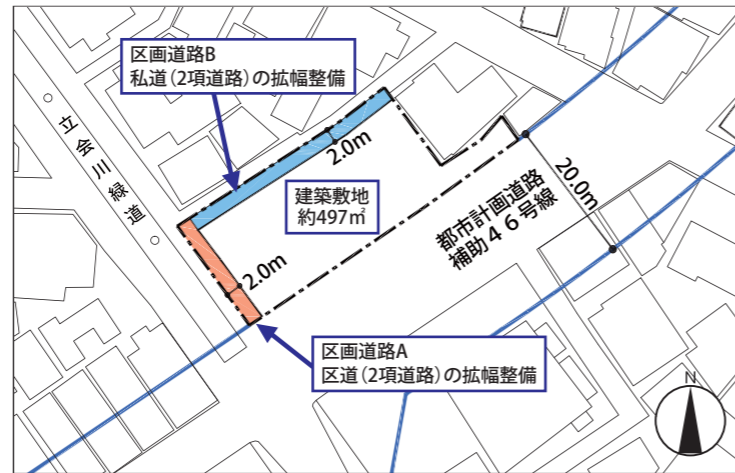 区画道路B
私道（2項道路）の拡幅整備
立会川緑道
2.0m
建築敷地
約497㎡
20.0m
都市計画道路
補助４６号線
2.0m
区画道路A
区道（2項道路）の拡幅整備
N